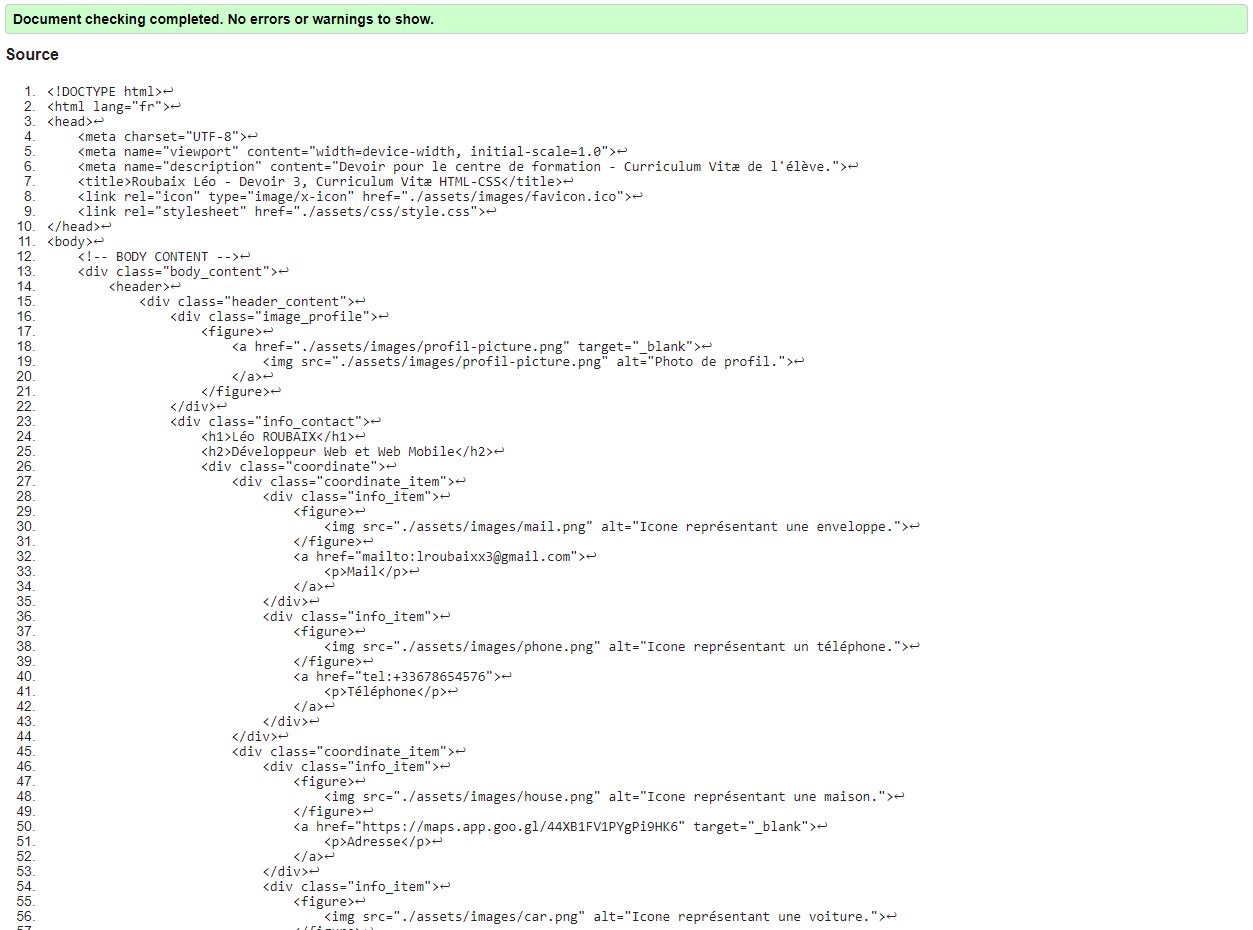 Document checking completed. No errors or warnings to show.
Source
1. <!DOCTYPE html>↩
2. <html lang="fr">↩
3. <head>↩
4.     <meta charset="UTF-8">↩
5.     <meta name="viewport" content="width=device-width, initial-scale=1.0">↩
6.     <meta name="description" content="Devoir pour le centre de formation - Curriculum Vitæ de l'élève.">↩
7.     <title>Roubaix Léo - Devoir 3, Curriculum Vitæ HTML-CSS</title>↩
8.     <link rel="icon" type="image/x-icon" href="./assets/images/favicon.ico">↩
9.     <link rel="stylesheet" href="./assets/css/style.css">↩
10. </head>↩
11. <body>↩
12.     <!-- BODY CONTENT -->↩
13.     <div class="body_content">↩
14.         <header>↩
15.             <div class="header_content">↩
16.                 <div class="image_profile">↩
17.                     <figure>↩
18.                         <a href="./assets/images/profil-picture.png" target="_blank">↩
19.                             <img src="./assets/images/profil-picture.png" alt="Photo de profil.">↩
20.                         </a>↩
21.                     </figure>↩
22.                 </div>↩
23.                 <div class="info_contact">↩
24.                     <h1>Léo ROUBAIX</h1>↩
25.                     <h2>Développeur Web et Web Mobile</h2>↩
26.                     <div class="coordinate">↩
27.                         <div class="coordinate_item">↩
28.                             <div class="info_item">↩
29.                                 <figure>↩
30.                                     <img src="./assets/images/mail.png" alt="Icone représentant une enveloppe.">↩
31.                                 </figure>↩
32.                                 <a href="mailto:lroubaixx3@gmail.com">↩
33.                                     <p>Mail</p>↩
34.                                 </a>↩
35.                             </div>↩
36.                             <div class="info_item">↩
37.                                 <figure>↩
38.                                     <img src="./assets/images/phone.png" alt="Icone représentant un téléphone.">↩
39.                                 </figure>↩
40.                                 <a href="tel:+33678654576">↩
41.                                     <p>Téléphone</p>↩
42.                                 </a>↩
43.                             </div>↩
44.                         </div>↩
45.                         <div class="coordinate_item">↩
46.                             <div class="info_item">↩
47.                                 <figure>↩
48.                                     <img src="./assets/images/house.png" alt="Icone représentant une maison.">↩
49.                                 </figure>↩
50.                                 <a href="https://maps.app.goo.gl/44XB1FV1PYgPi9HK6" target="_blank">↩
51.                                     <p>Adresse</p>↩
52.                                 </a>↩
53.                             </div>↩
54.                             <div class="info_item">↩
55.                                 <figure>↩
56.                                     <img src="./assets/images/car.png" alt="Icone représentant une voiture.">↩